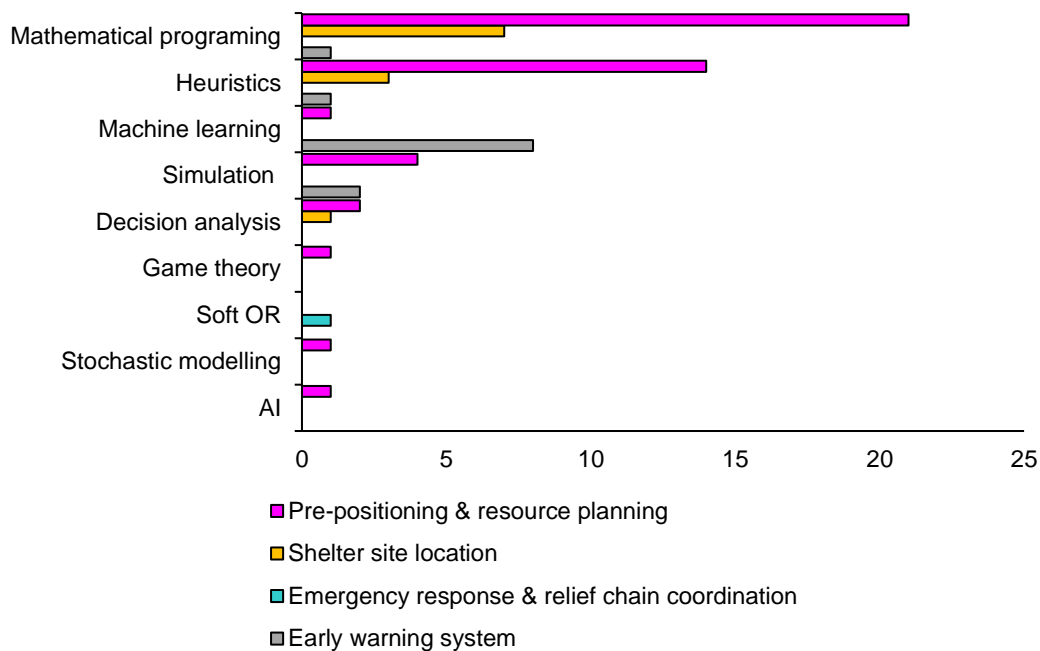 Mathematical programing
Heuristics
Machine learning
Simulation
Decision analysis
Game theory
Soft OR
Stochastic modelling
AI
0 5 10 15 20 25
Pre-positioning & resource planning
Shelter site location
Emergency response & relief chain coordination
Early warning system